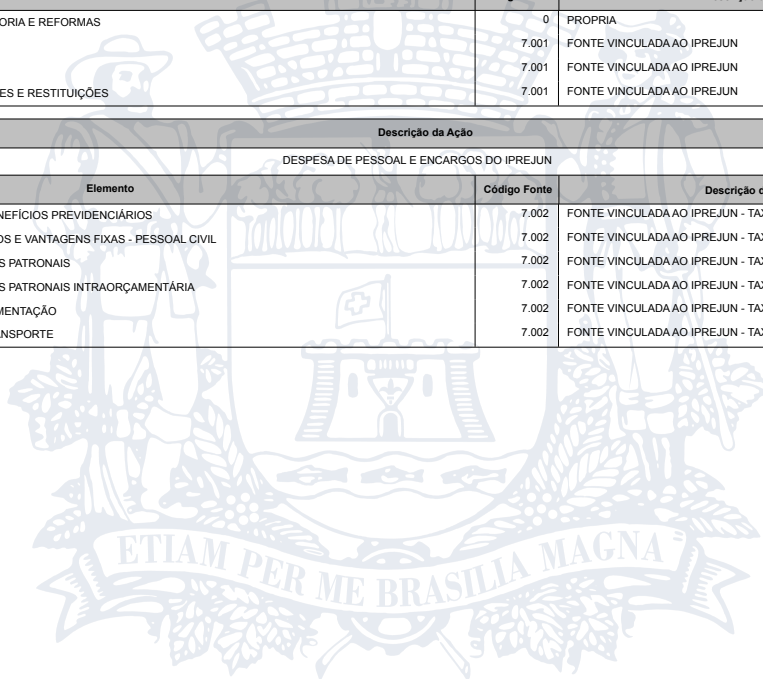 ORIA E REFORMAS 0 PROPRIA
7.001 FONTE VINCULADA AO IPREJUN
7.001 FONTE VINCULADA AO IPREJUN
ES E RESTITUIÇÕES 7.001 FONTE VINCULADA AO IPREJUN
Descrição da Ação
DESPESA DE PESSOAL E ENCARGOS DO IPREJUN
Elemento Código Fonte Descrição d
NEFÍCIOS PREVIDENCIÁRIOS 7.002 FONTE VINCULADA AO IPREJUN - TAX
OS E VANTAGENS FIXAS - PESSOAL CIVIL 7.002 FONTE VINCULADA AO IPREJUN - TAX
S PATRONAIS 7.002 FONTE VINCULADA AO IPREJUN - TAX
S PATRONAIS INTRAORÇAMENTÁRIA 7.002 FONTE VINCULADA AO IPREJUN - TAX
MENTAÇÃO 7.002 FONTE VINCULADA AO IPREJUN - TAX
ANSPORTE 7.002 FONTE VINCULADA AO IPREJUN - TAX
ETIAM PER ME BRASILIA MAGNA